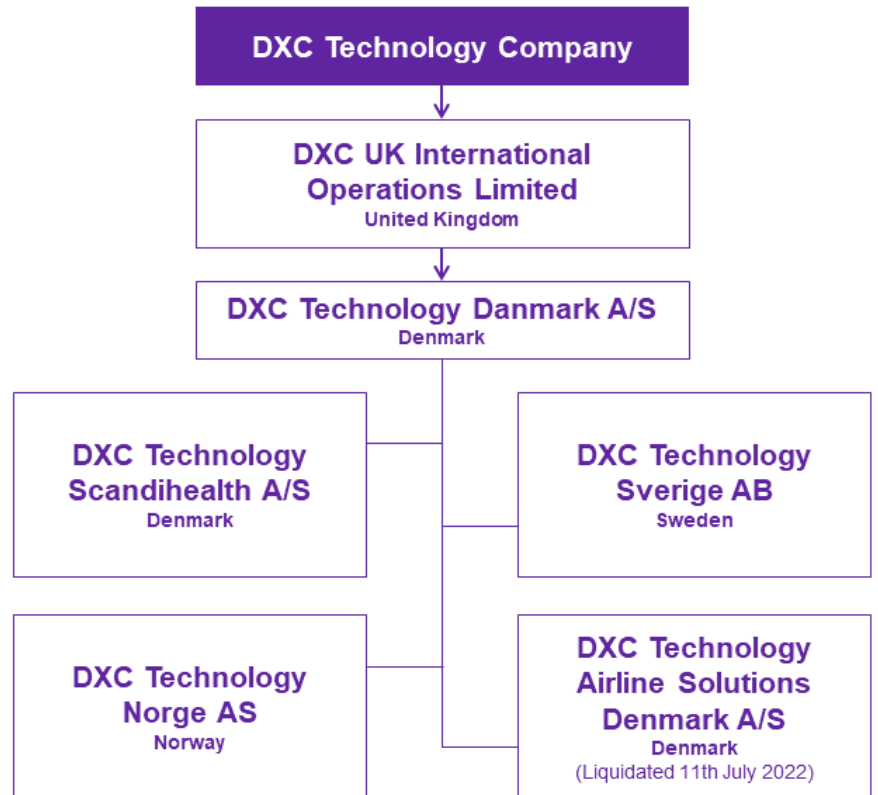 DXC Technology Company
DXC UK International
Operations Limited
United Kingdom
DXC Technology Danmark A/S
Denmark
DXC Technology
Scandihealth A/S
Denmark
DXC Technology
Sverige AB
Sweden
DXC Technology
Norge AS
Norway
DXC Technology
Airline Solutions
Denmark A/S
Denmark
(Liquidated 11th July 2022)